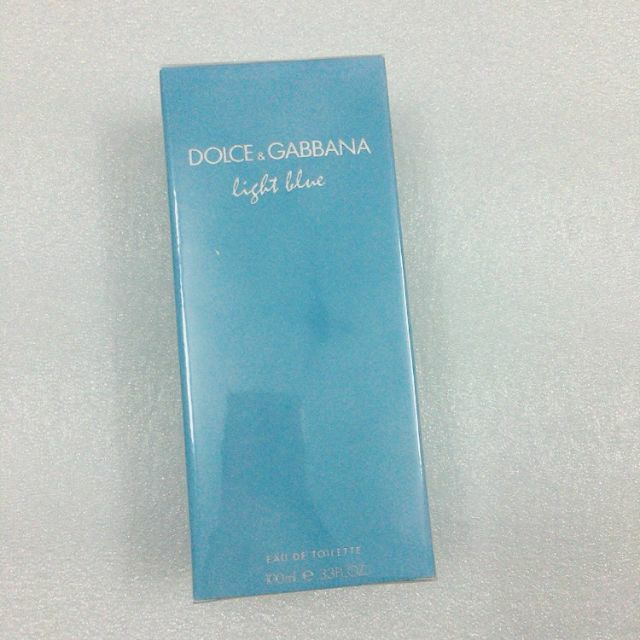 DOLCE & GABBANA
light blue
EAU DE TOILETTE
100ml ℮ 3.3FL.OZ.